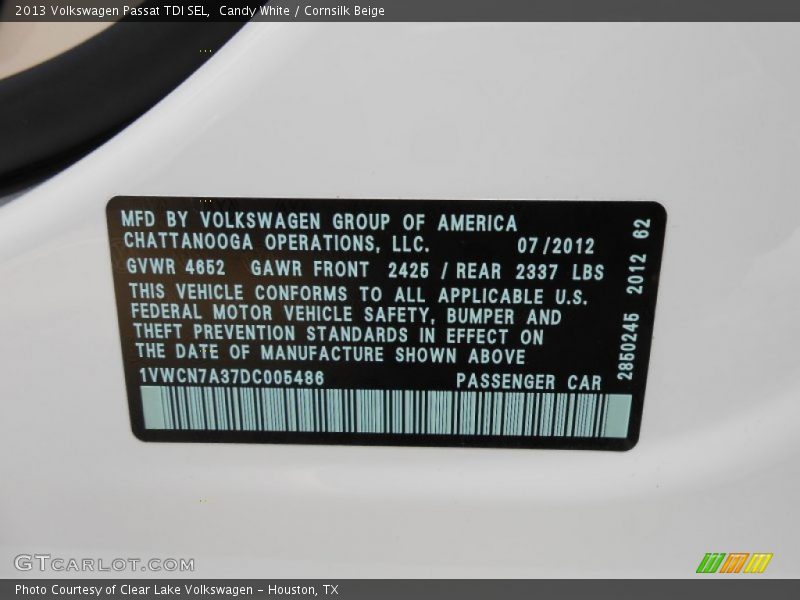 2013 Volkswagen Passat TDI SEL,  Candy White / Cornsilk Beige
MFD BY VOLKSWAGEN GROUP OF AMERICA
CHATTANOOGA OPERATIONS, LLC. 07/2012
GVWR 4652 GAWR FRONT 2425 / REAR 2337 LBS
THIS VEHICLE CONFORMS TO ALL APPLICABLE U.S.
FEDERAL MOTOR VEHICLE SAFETY, BUMPER AND
THEFT PREVENTION STANDARDS IN EFFECT ON
THE DATE OF MANUFACTURE SHOWN ABOVE
1VWCN7A37DC005486 PASSENGER CAR
2850245 2012 62
GTCARLOT.COM
Photo Courtesy of Clear Lake Volkswagen – Houston, TX